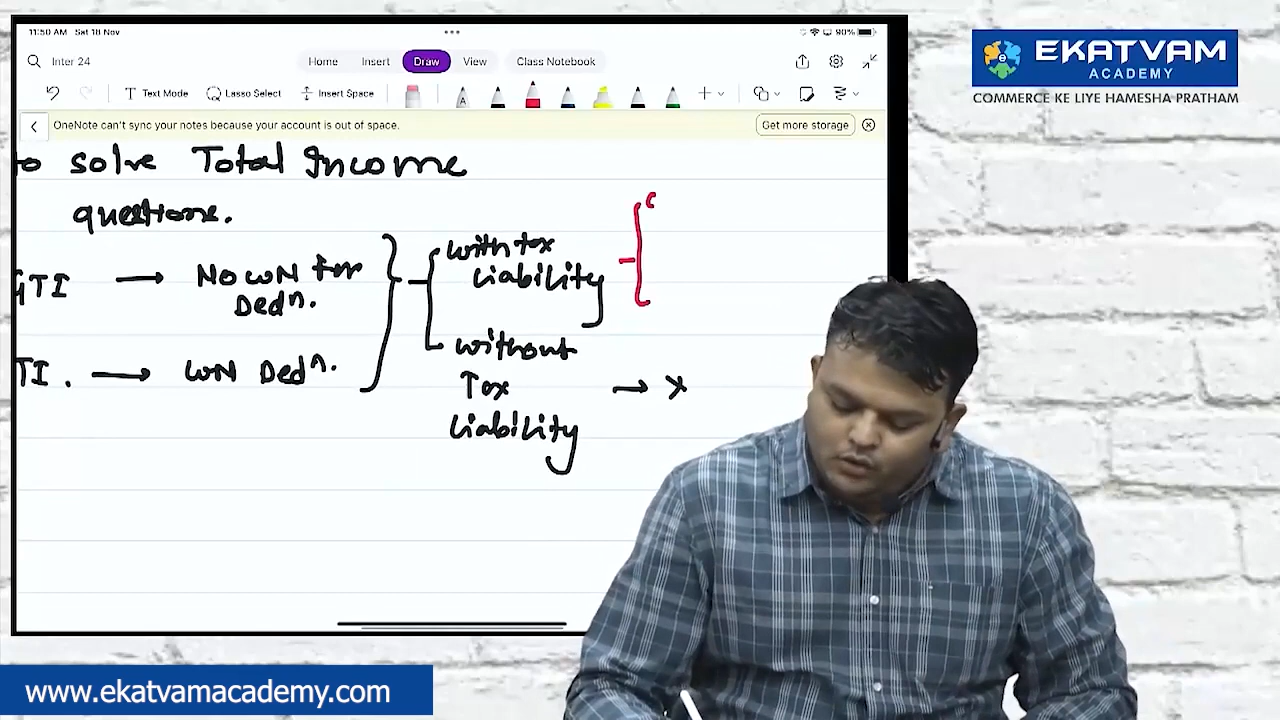 11:50 AM Sat 18 Nov
90%
Inter 24
Home Insert Draw View Class Notebook
Text Mode Lasso Select Insert Space
OneNote can't sync your notes because your account is out of space.
Get more storage
to solve Total Income
questions.
GTI → No WN for
Dedn.
with tax
liability
TI. → WN Dedn.
without
Tax → X
liability
EKATVAM
ACADEMY
COMMERCE KE LIYE HAMESHA PRATHAM
www.ekatvamacademy.com